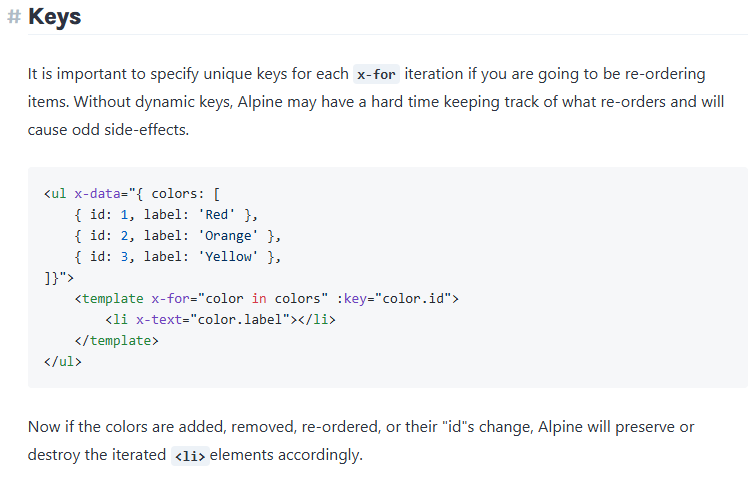 # Keys
It is important to specify unique keys for each x-for iteration if you are going to be re-ordering
items. Without dynamic keys, Alpine may have a hard time keeping track of what re-orders and will
cause odd side-effects.
<ul x-data="{ colors: [
    { id: 1, label: 'Red' },
    { id: 2, label: 'Orange' },
    { id: 3, label: 'Yellow' },
]}">
    <template x-for="color in colors" :key="color.id">
        <li x-text="color.label"></li>
    </template>
</ul>
Now if the colors are added, removed, re-ordered, or their "id"s change, Alpine will preserve or
destroy the iterated <li> elements accordingly.